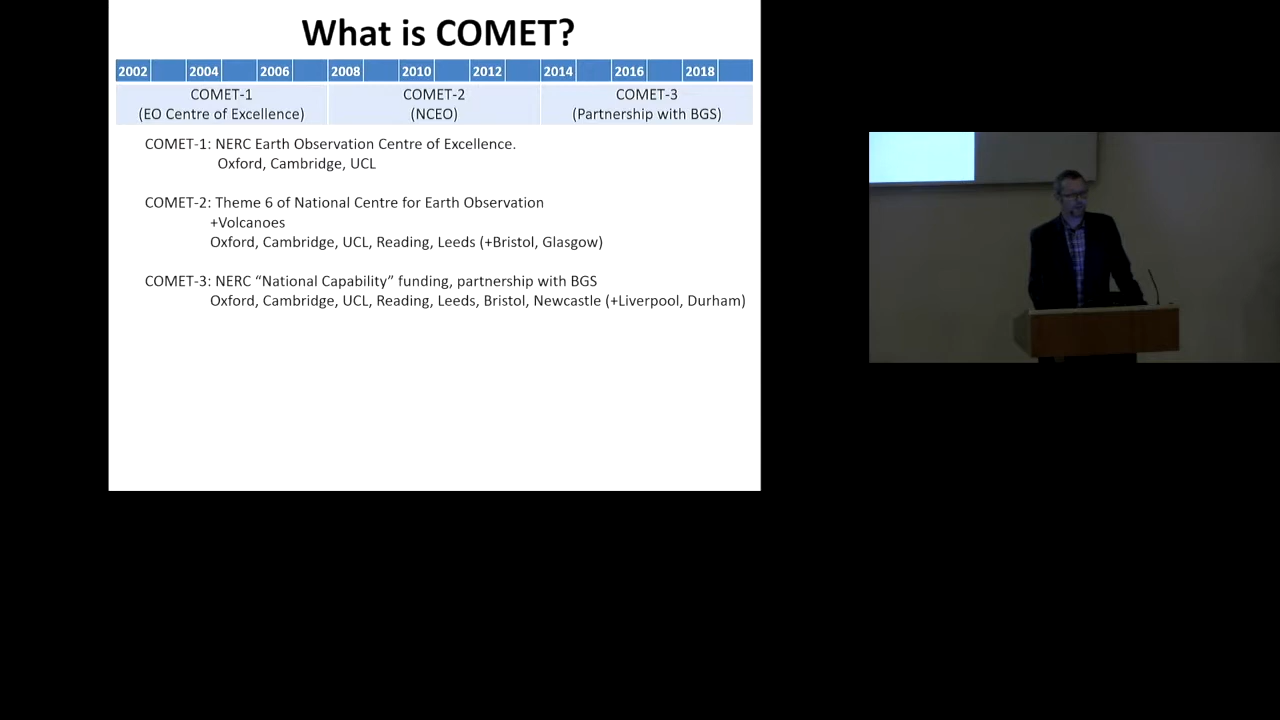 What is COMET?
2002 2004 2006 2008 2010 2012 2014 2016 2018
COMET-1 COMET-2 COMET-3
(EO Centre of Excellence) (NCEO) (Partnership with BGS)
COMET-1: NERC Earth Observation Centre of Excellence.
Oxford, Cambridge, UCL
COMET-2: Theme 6 of National Centre for Earth Observation
+Volcanoes
Oxford, Cambridge, UCL, Reading, Leeds (+Bristol, Glasgow)
COMET-3: NERC “National Capability” funding, partnership with BGS
Oxford, Cambridge, UCL, Reading, Leeds, Bristol, Newcastle (+Liverpool, Durham)